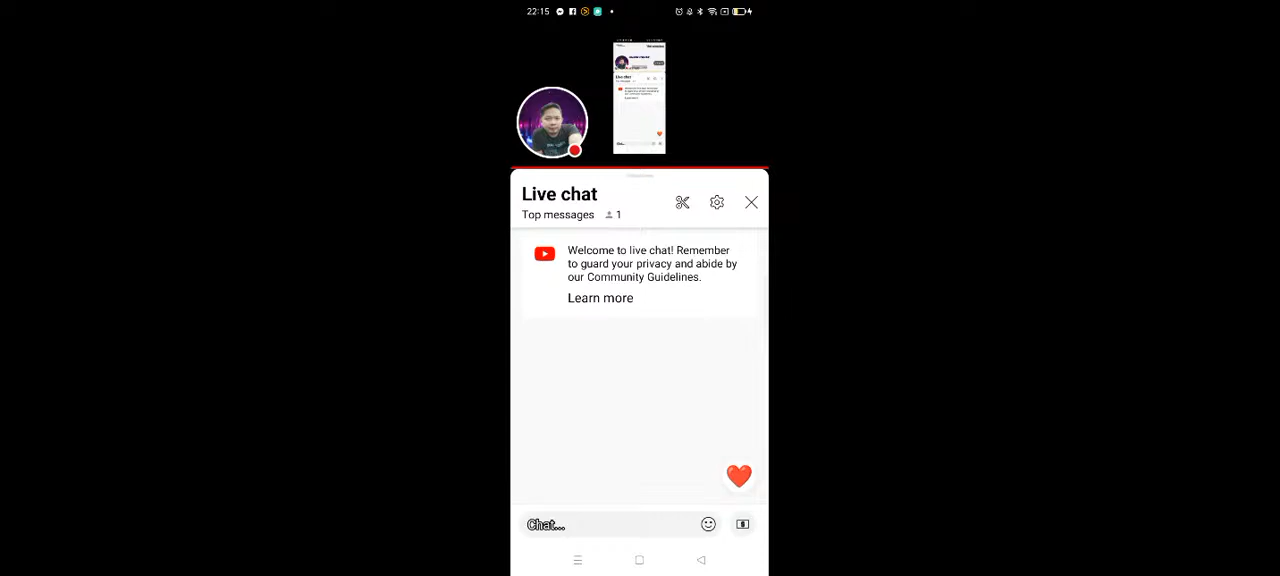 22:15
Live chat
Top messages 1
Welcome to live chat! Remember
to guard your privacy and abide by
our Community Guidelines.
Learn more
Chat...